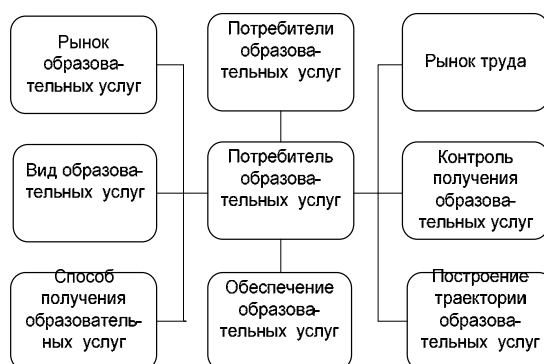 Рынок
образова-
тельных услуг
Потребители
образова-
тельных услуг
Рынок труда
Вид образова-
тельных услуг
Потребитель
образова-
тельных услуг
Контроль
получения
образова-
тельных услуг
Способ
получения
образователь-
ных услуг
Обеспечение
образова-
тельных услуг
Построение
траектории
образова-
тельных услуг